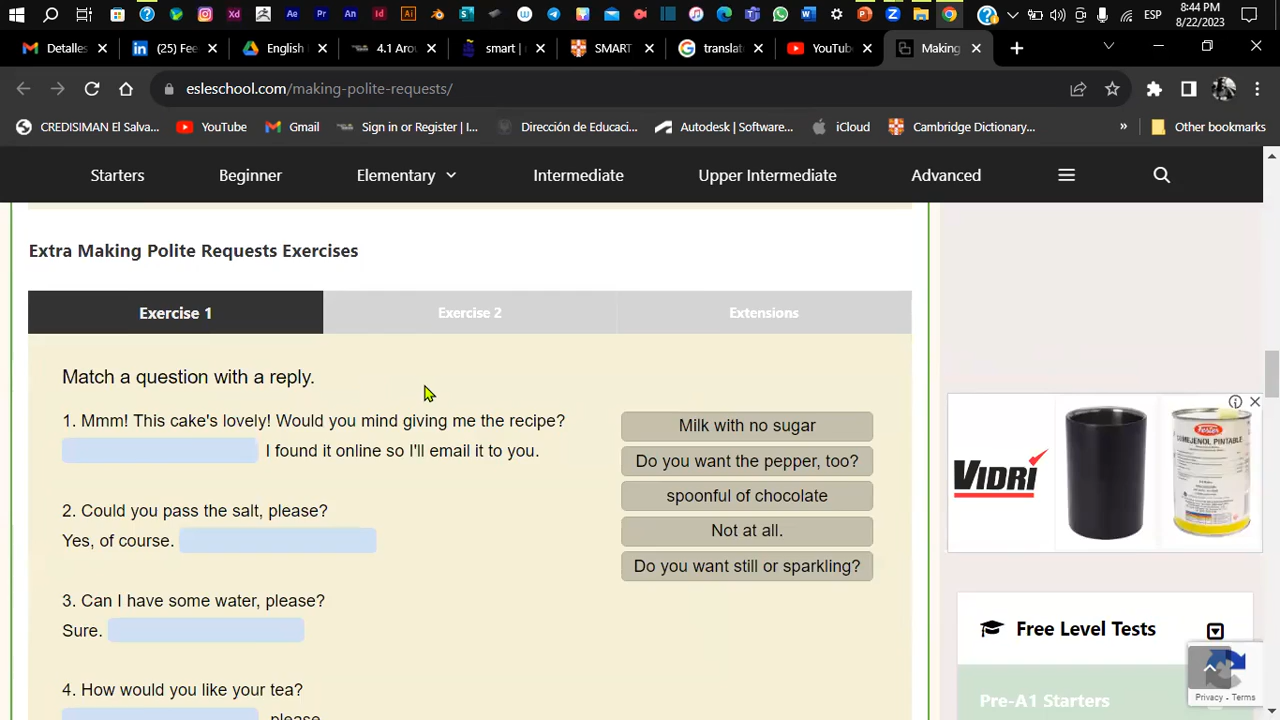 8:44 PM
ESP
8/22/2023
Detalles
(25) Fee
English
4.1 Arou
smart |
SMART
translat
YouTube
Making
esleschool.com/making-polite-requests/
CREDISIMAN El Salva...
YouTube
Gmail
Sign in or Register | I...
Dirección de Educaci...
Autodesk | Software...
iCloud
Cambridge Dictionary...
»
Other bookmarks
Starters
Beginner
Elementary
Intermediate
Upper Intermediate
Advanced
Extra Making Polite Requests Exercises
Exercise 1
Exercise 2
Extensions
Match a question with a reply.
1. Mmm! This cake's lovely! Would you mind giving me the recipe?
I found it online so I'll email it to you.
2. Could you pass the salt, please?
Yes, of course.
3. Can I have some water, please?
Sure.
4. How would you like your tea?
please
Milk with no sugar
Do you want the pepper, too?
spoonful of chocolate
Not at all.
Do you want still or sparkling?
VIDRI
Free Level Tests
Pre-A1 Starters
Privacy - Terms